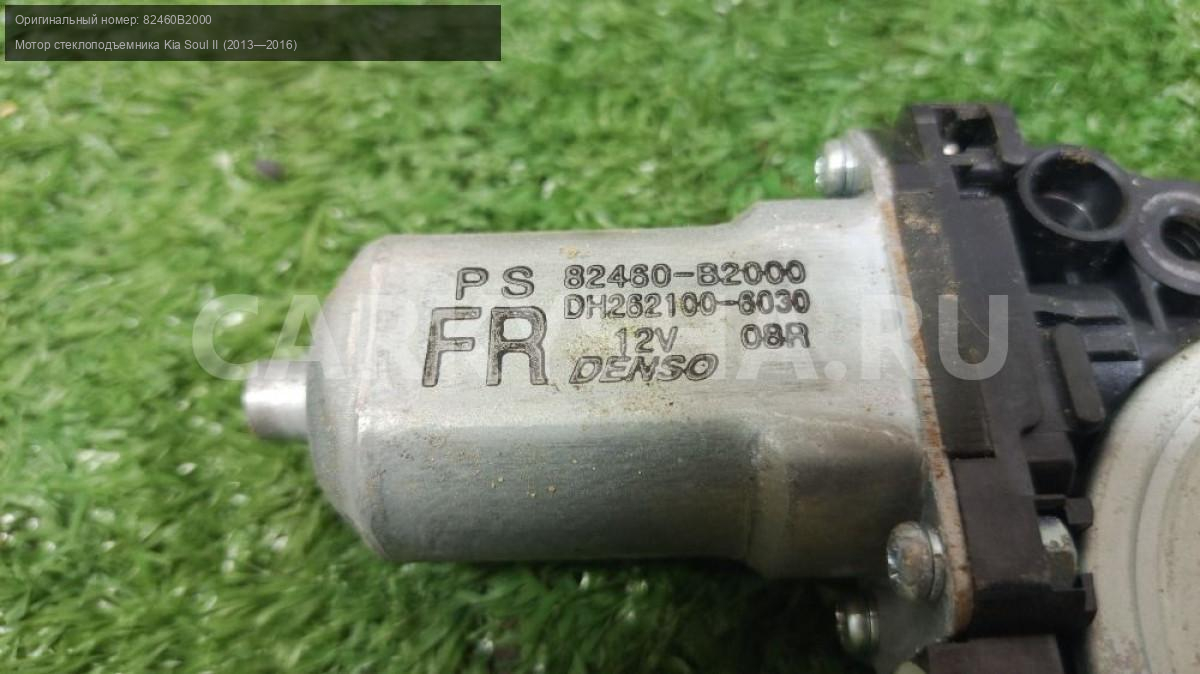 Оригинальный номер: 82460B2000
Мотор стеклоподъемника Kia Soul II (2013—2016)
PS 82460-B2000
FR DH262100-6030
12V 08R
DENSO